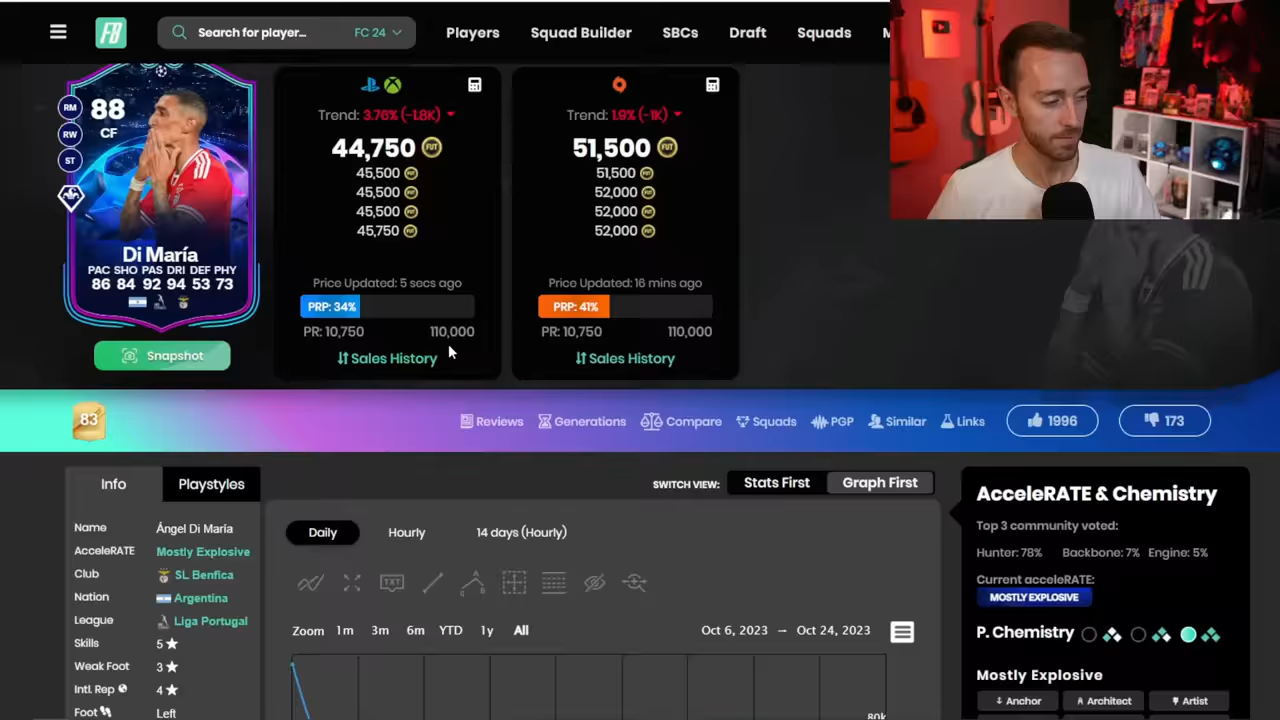 FB
Search for player...
FC 24
Players
Squad Builder
SBCs
Draft
Squads
M
RM
RW
ST
88
CF
Di María
PAC SHO PAS DRI DEF PHY
86 84 92 94 53 73
Snapshot
Trend: 3.76% (-1.8K)
44,750 FUT
45,500
45,500
45,500
45,750
Price Updated: 5 secs ago
PRP: 34%
PR: 10,750 110,000
Sales History
Trend: 1.9% (-1K)
51,500 FUT
51,500
52,000
52,000
52,000
Price Updated: 16 mins ago
PRP: 41%
PR: 10,750 110,000
Sales History
83
Reviews
Generations
Compare
Squads
PGP
Similar
Links
1996
173
Info
Playstyles
Name Ángel Di María
AcceleRATE Mostly Explosive
Club SL Benfica
Nation Argentina
League Liga Portugal
Skills 5
Weak Foot 3
Intl. Rep 4
Foot Left
SWITCH VIEW: Stats First Graph First
Daily Hourly 14 days (Hourly)
TXT
Zoom 1m 3m 6m YTD 1y All
Oct 6, 2023 → Oct 24, 2023
80k
AcceleRATE & Chemistry
Top 3 community voted:
Hunter: 78% Backbone: 7% Engine: 5%
Current acceleRATE:
MOSTLY EXPLOSIVE
P. Chemistry
Mostly Explosive
Anchor Architect Artist